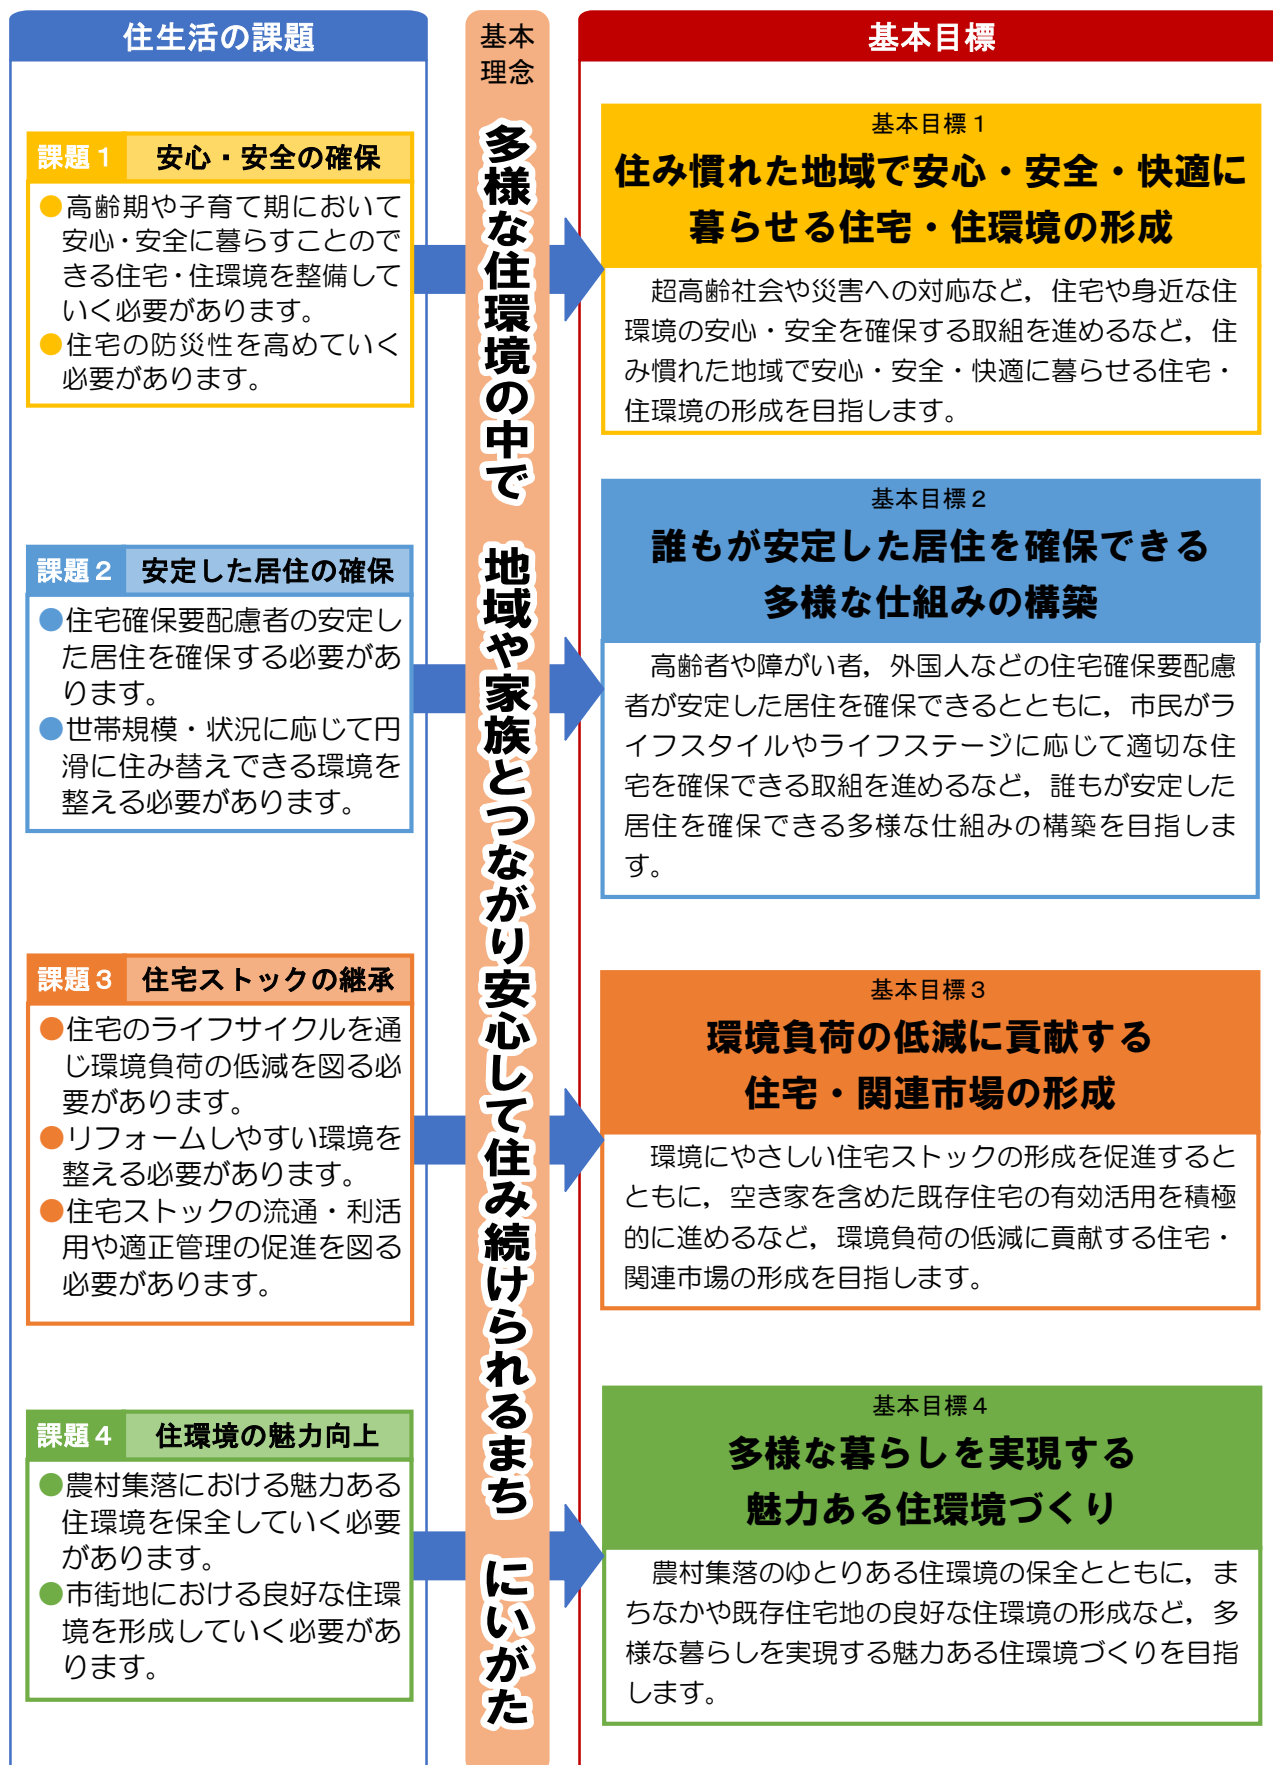 住生活の課題
課題１ 安心・安全の確保
●高齢期や子育て期において
安心・安全に暮らすことので
きる住宅・住環境を整備して
いく必要があります。
●住宅の防災性を高めていく
必要があります。
課題２ 安定した居住の確保
●住宅確保要配慮者の安定し
た居住を確保する必要があ
ります。
●世帯規模・状況に応じて円
滑に住み替えできる環境を
整える必要があります。
課題３ 住宅ストックの継承
●住宅のライフサイクルを通
じ環境負荷の低減を図る必
要があります。
●リフォームしやすい環境を
整える必要があります。
●住宅ストックの流通・利活
用や適正管理の促進を図る
必要があります。
課題４ 住環境の魅力向上
●農村集落における魅力ある
住環境を保全していく必要
があります。
●市街地における良好な住環
境を形成していく必要があ
ります。
基本
理念
多様な住環境の中で 地域や家族とつながり安心して住み続けられるまち にいがた
基本目標
基本目標１
住み慣れた地域で安心・安全・快適に
暮らせる住宅・住環境の形成
超高齢社会や災害への対応など，住宅や身近な住
環境の安心・安全を確保する取組を進めるなど，住
み慣れた地域で安心・安全・快適に暮らせる住宅・
住環境の形成を目指します。
基本目標２
誰もが安定した居住を確保できる
多様な仕組みの構築
高齢者や障がい者，外国人などの住宅確保要配慮
者が安定した居住を確保できるとともに，市民がラ
イフスタイルやライフステージに応じて適切な住
宅を確保できる取組を進めるなど，誰もが安定した
居住を確保できる多様な仕組みの構築を目指しま
す。
基本目標３
環境負荷の低減に貢献する
住宅・関連市場の形成
環境にやさしい住宅ストックの形成を促進すると
ともに，空き家を含めた既存住宅の有効活用を積極
的に進めるなど，環境負荷の低減に貢献する住宅・
関連市場の形成を目指します。
基本目標４
多様な暮らしを実現する
魅力ある住環境づくり
農村集落のゆとりある住環境の保全とともに，ま
ちなかや既存住宅地の良好な住環境の形成など，多
様な暮らしを実現する魅力ある住環境づくりを目指
します。